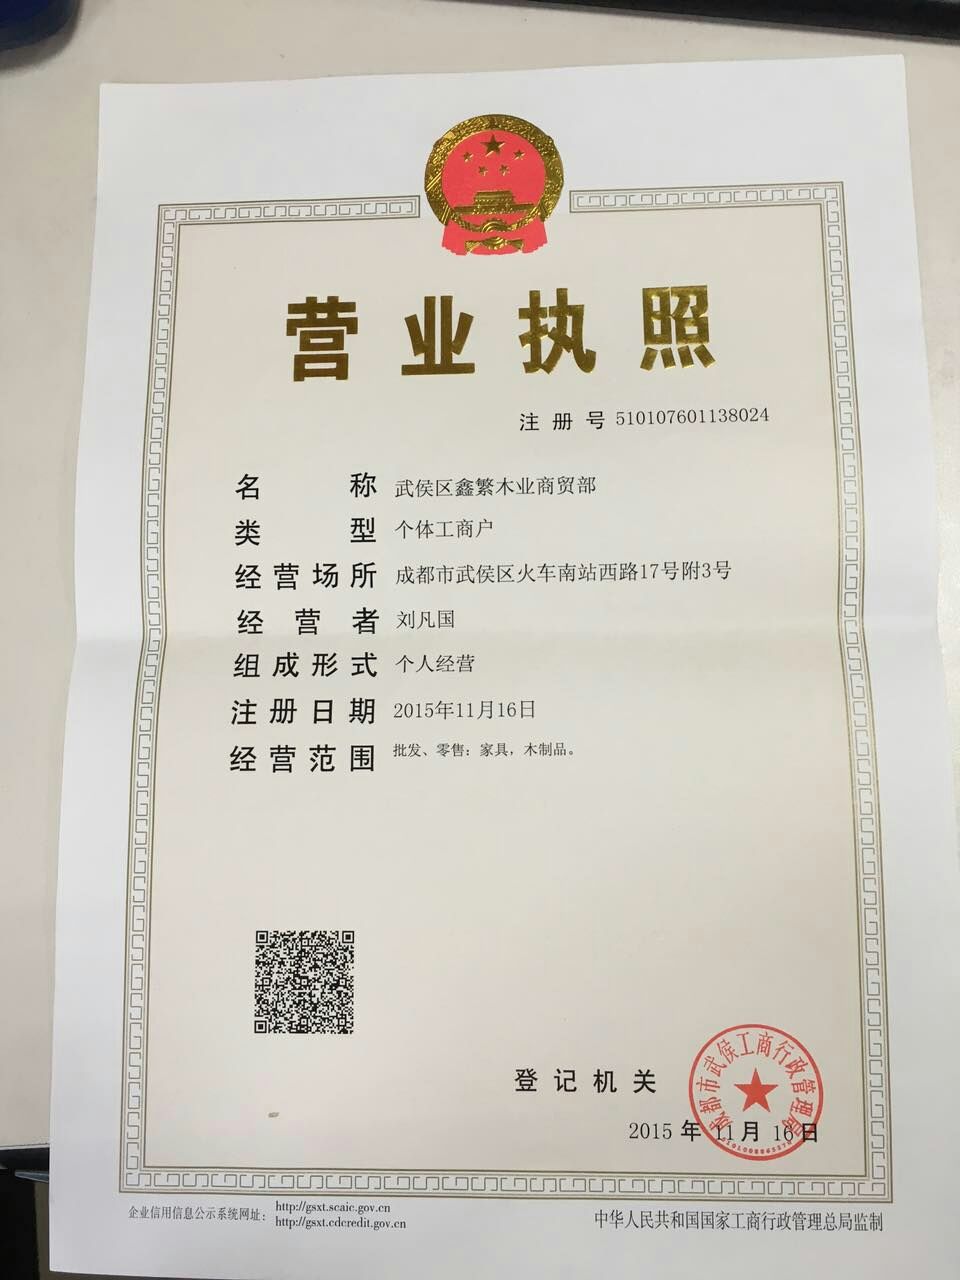 营业执照
注册号 510107601138024
名称 武侯区鑫繁木业商贸部
类型 个体工商户
经营场所 成都市武侯区火车南站西路17号附3号
经营者 刘凡国
组成形式 个人经营
注册日期 2015年11月16日
经营范围 批发、零售：家具，木制品。
登记机关
成都市武侯工商行政管理局
2015 年 11 月 16 日
企业信用信息公示系统网址： http://gsxt.scaic.gov.cn
http://gsxt.cdcredit.gov.cn
中华人民共和国国家工商行政管理总局监制